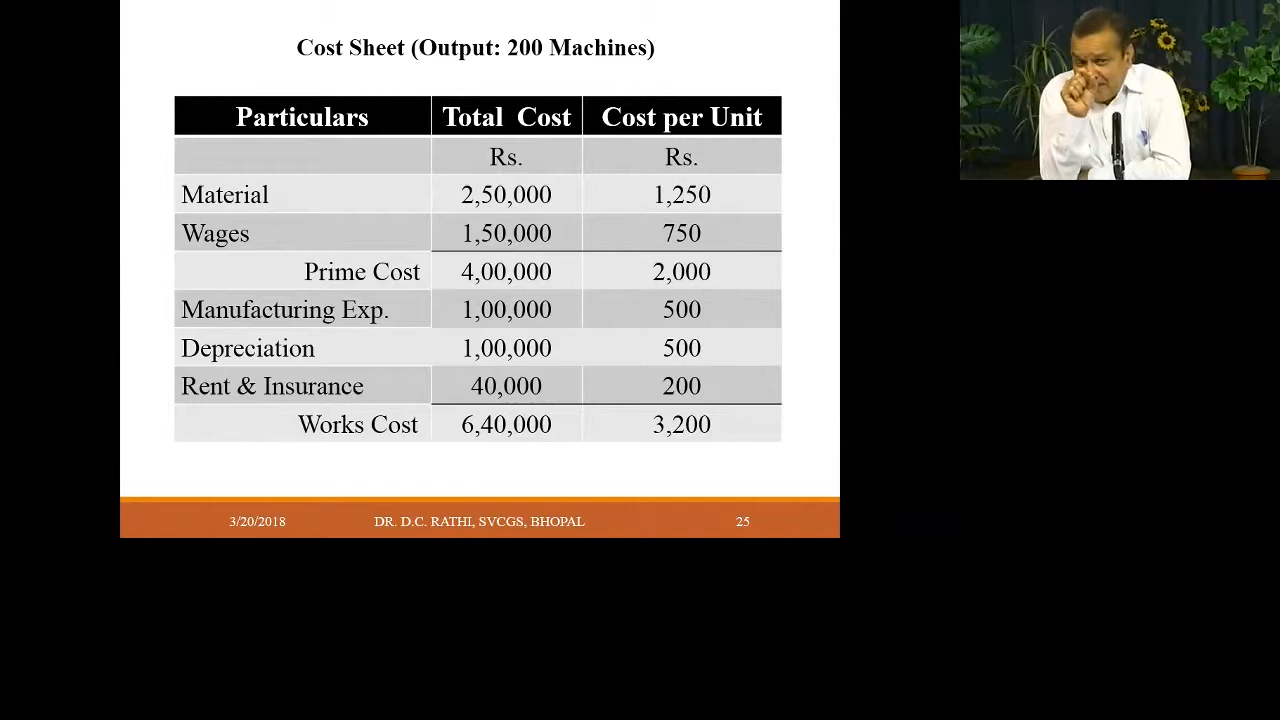 Cost Sheet (Output: 200 Machines)
Particulars Total Cost Cost per Unit
Rs. Rs.
Material 2,50,000 1,250
Wages 1,50,000 750
Prime Cost 4,00,000 2,000
Manufacturing Exp. 1,00,000 500
Depreciation 1,00,000 500
Rent & Insurance 40,000 200
Works Cost 6,40,000 3,200
3/20/2018 DR. D.C. RATHI, SVCGS, BHOPAL 25